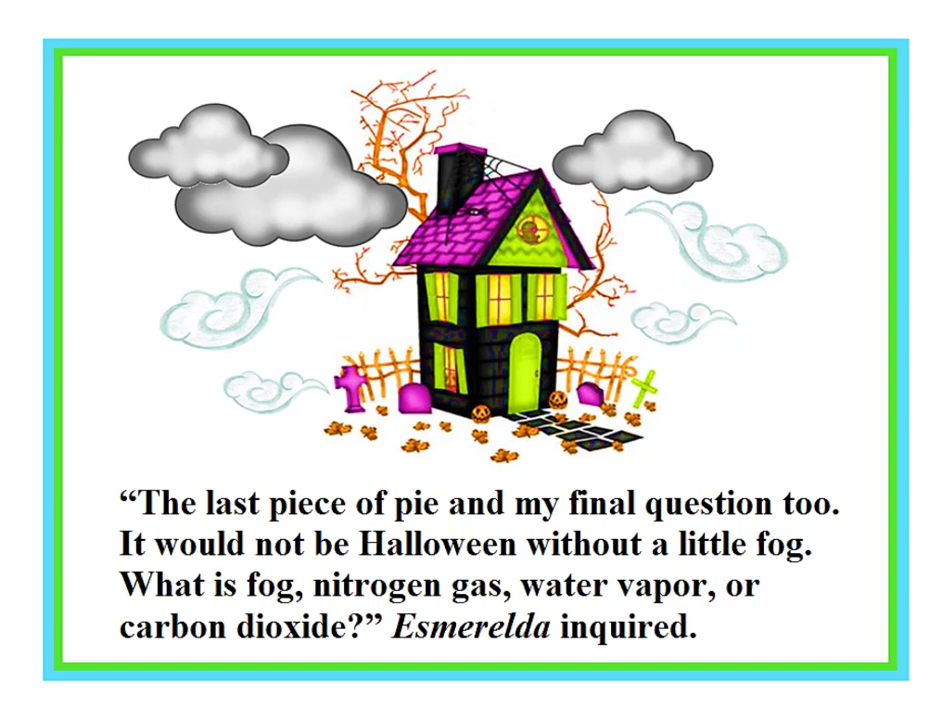 “The last piece of pie and my final question too.
It would not be Halloween without a little fog.
What is fog, nitrogen gas, water vapor, or
carbon dioxide?” Esmerelda inquired.